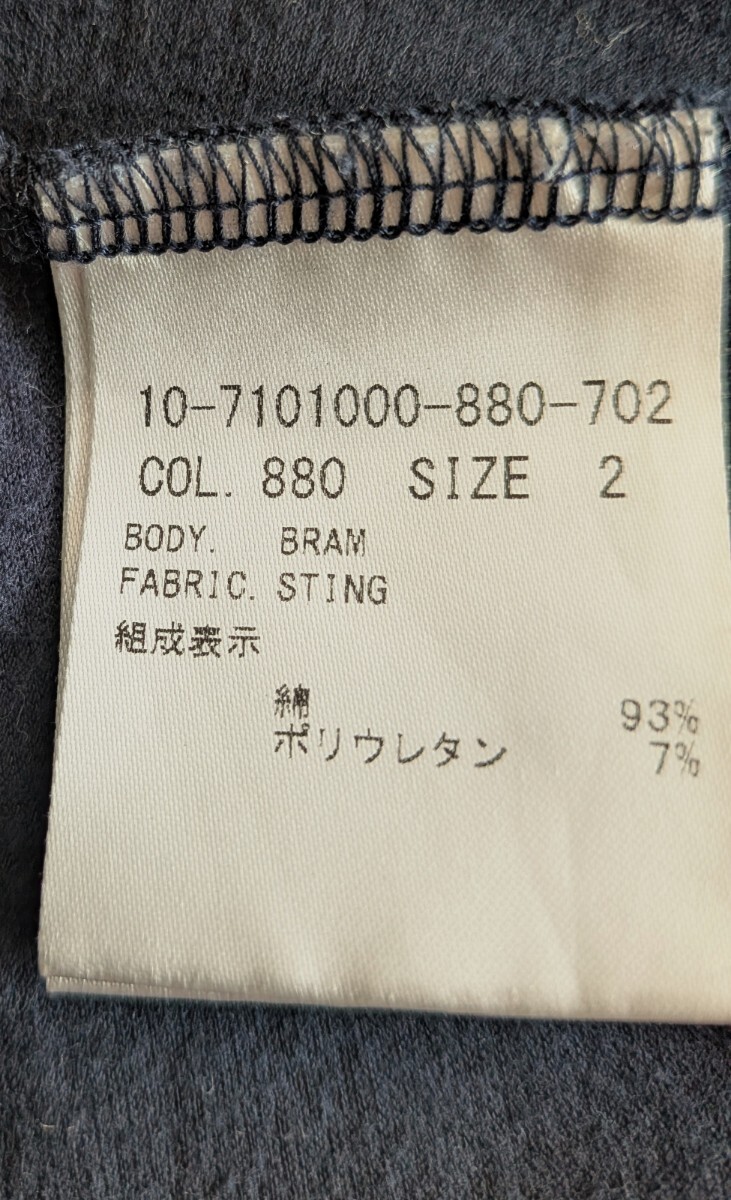 10-7101000-880-702
COL. 880 SIZE 2
BODY. BRAM
FABRIC. STING
組成表示
綿 93%
ポリウレタン 7%